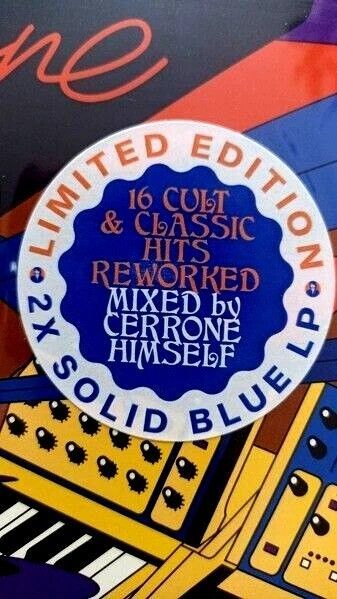 ne
LIMITED EDITION
16 CULT
& CLASSIC
HITS
REWORKED
MIXED by
CERRONE
HIMSELF
2X SOLID BLUE LP